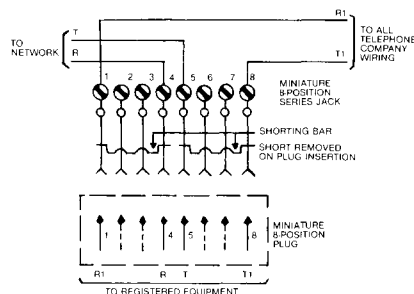 R1
TO ALL
TELEPHONE
COMPANY
WIRING
T1
TO
NETWORK
T
R
1 2 3 4 5 6 7 8
MINIATURE
8-POSITION
SERIES JACK
SHORTING BAR
SHORT REMOVED
ON PLUG INSERTION
1 4 5 8
MINIATURE
8-POSITION
PLUG
R1 R T T1
TO REGISTERED EQUIPMENT